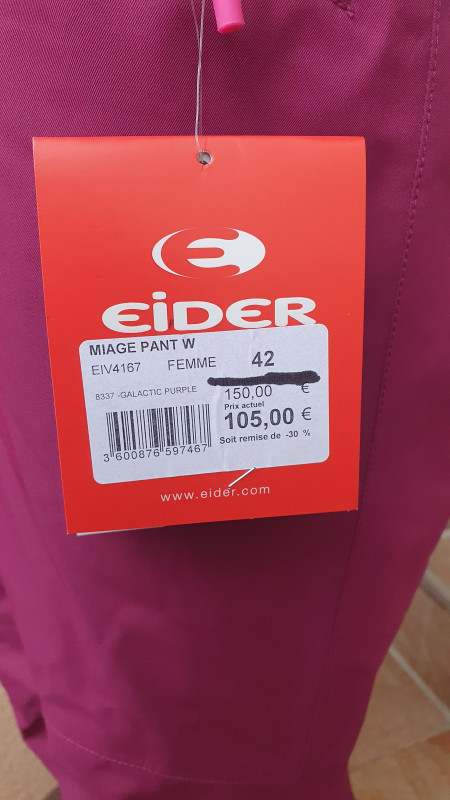 EiDER
MIAGE PANT W
EIV4167 FEMME 42
8337 -GALACTIC PURPLE 150,00 €
Prix actuel
105,00 €
Soit remise de -30 %
3 600876 597467
www.eider.com